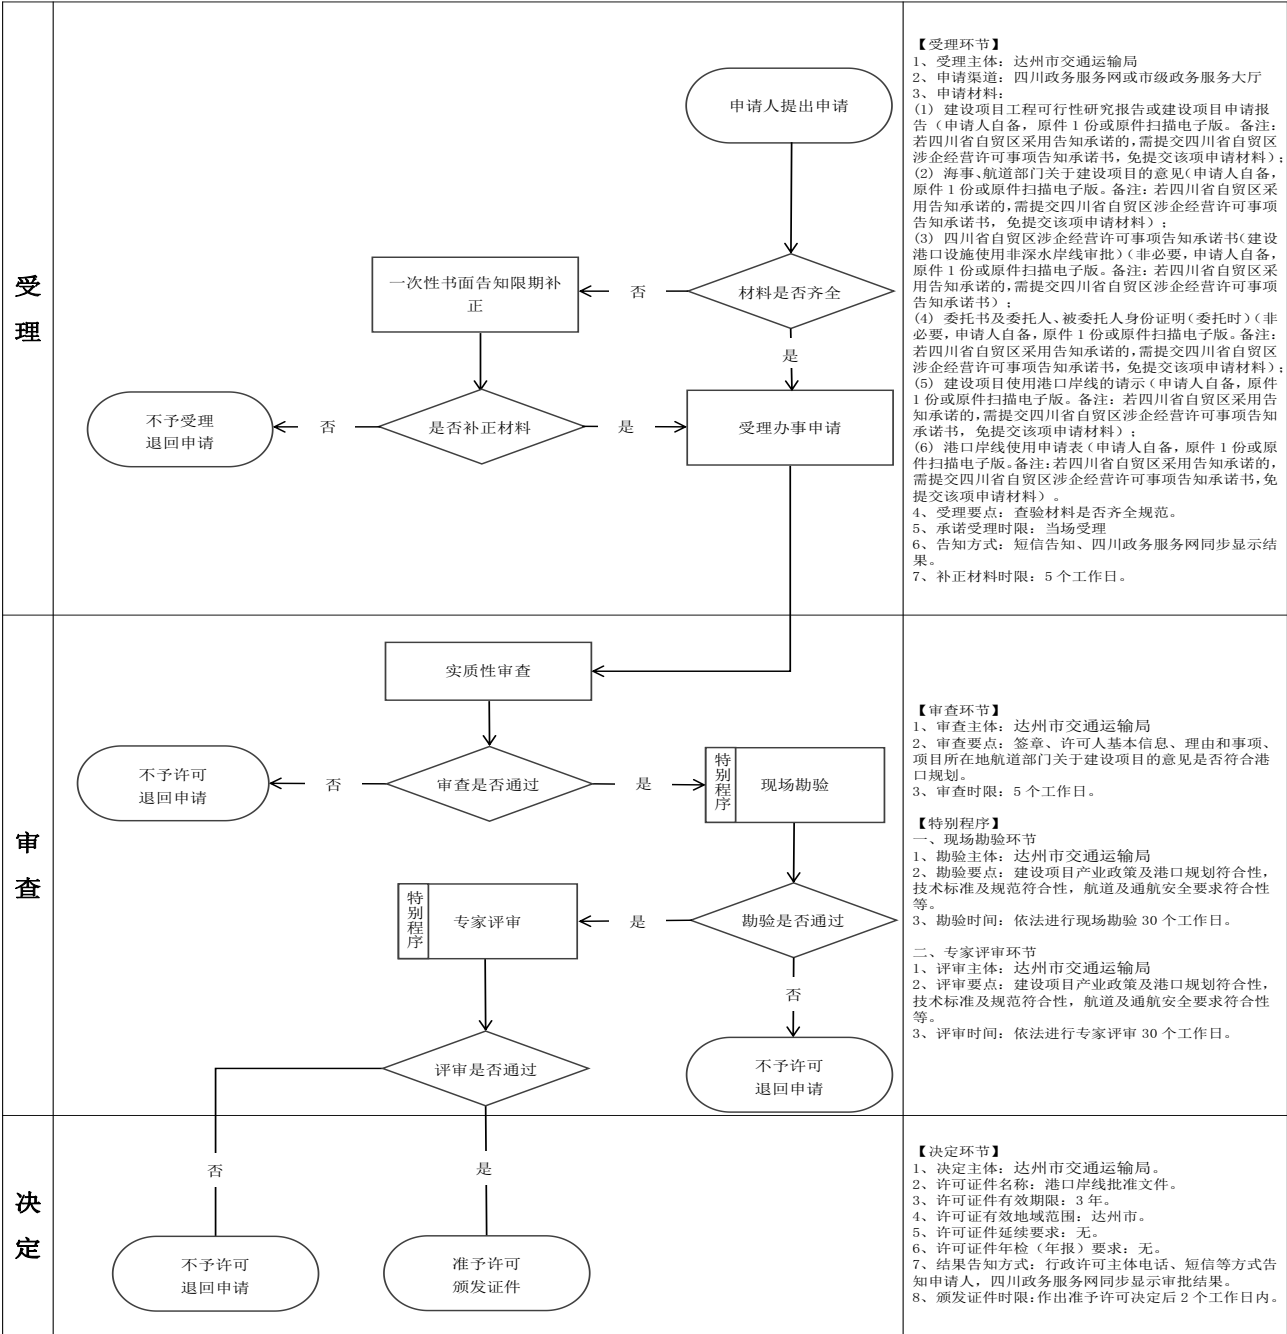 受
理
申请人提出申请
材料是否齐全
否
一次性书面告知限期补
正
是
是否补正材料
否
不予受理
退回申请
是
受理办事申请
【受理环节】
1、受理主体：达州市交通运输局
2、申请渠道：四川政务服务网或市级政务服务大厅
3、申请材料：
(1) 建设项目工程可行性研究报告或建设项目申请报
告（申请人自备，原件 1 份或原件扫描电子版。备注：
若四川省自贸区采用告知承诺的，需提交四川省自贸区
涉企经营许可事项告知承诺书，免提交该项申请材料）；
(2) 海事、航道部门关于建设项目的意见（申请人自备，
原件 1 份或原件扫描电子版。备注：若四川省自贸区采
用告知承诺的，需提交四川省自贸区涉企经营许可事项
告知承诺书，免提交该项申请材料）；
(3) 四川省自贸区涉企经营许可事项告知承诺书（建设
港口设施使用非深水岸线审批）（非必要，申请人自备，
原件 1 份或原件扫描电子版。备注：若四川省自贸区采
用告知承诺的，需提交四川省自贸区涉企经营许可事项
告知承诺书）；
(4) 委托书及委托人、被委托人身份证明（委托时）（非
必要，申请人自备，原件 1 份或原件扫描电子版。备注：
若四川省自贸区采用告知承诺的，需提交四川省自贸区
涉企经营许可事项告知承诺书，免提交该项申请材料）；
(5) 建设项目使用港口岸线的请示（申请人自备，原件
1 份或原件扫描电子版。备注：若四川省自贸区采用告
知承诺的，需提交四川省自贸区涉企经营许可事项告知
承诺书，免提交该项申请材料）；
(6) 港口岸线使用申请表（申请人自备，原件 1 份或原
件扫描电子版。备注：若四川省自贸区采用告知承诺的，
需提交四川省自贸区涉企经营许可事项告知承诺书，免
提交该项申请材料）。
4、受理要点：查验材料是否齐全规范。
5、承诺受理时限：当场受理
6、告知方式：短信告知、四川政务服务网同步显示结
果。
7、补正材料时限：5 个工作日。
审
查
实质性审查
审查是否通过
否
不予许可
退回申请
是
特别程序
现场勘验
勘验是否通过
是
特别程序
专家评审
否
不予许可
退回申请
评审是否通过
【审查环节】
1、审查主体：达州市交通运输局
2、审查要点：签章、许可人基本信息、理由和事项、
项目所在地航道部门关于建设项目的意见是否符合港
口规划。
3、审查时限：5 个工作日。
【特别程序】
一、现场勘验环节
1、勘验主体：达州市交通运输局
2、勘验要点：建设项目产业政策及港口规划符合性，
技术标准及规范符合性，航道及通航安全要求符合性
等。
3、勘验时间：依法进行现场勘验 30 个工作日。
二、专家评审环节
1、评审主体：达州市交通运输局
2、评审要点：建设项目产业政策及港口规划符合性，
技术标准及规范符合性，航道及通航安全要求符合性
等。
3、评审时间：依法进行专家评审 30 个工作日。
决
定
否
不予许可
退回申请
是
准予许可
颁发证件
【决定环节】
1、决定主体：达州市交通运输局。
2、许可证件名称：港口岸线批准文件。
3、许可证件有效期限：3 年。
4、许可证有效地域范围：达州市。
5、许可证件延续要求：无。
6、许可证件年检（年报）要求：无。
7、结果告知方式：行政许可主体电话、短信等方式告
知申请人，四川政务服务网同步显示审批结果。
8、颁发证件时限：作出准予许可决定后 2 个工作日内。